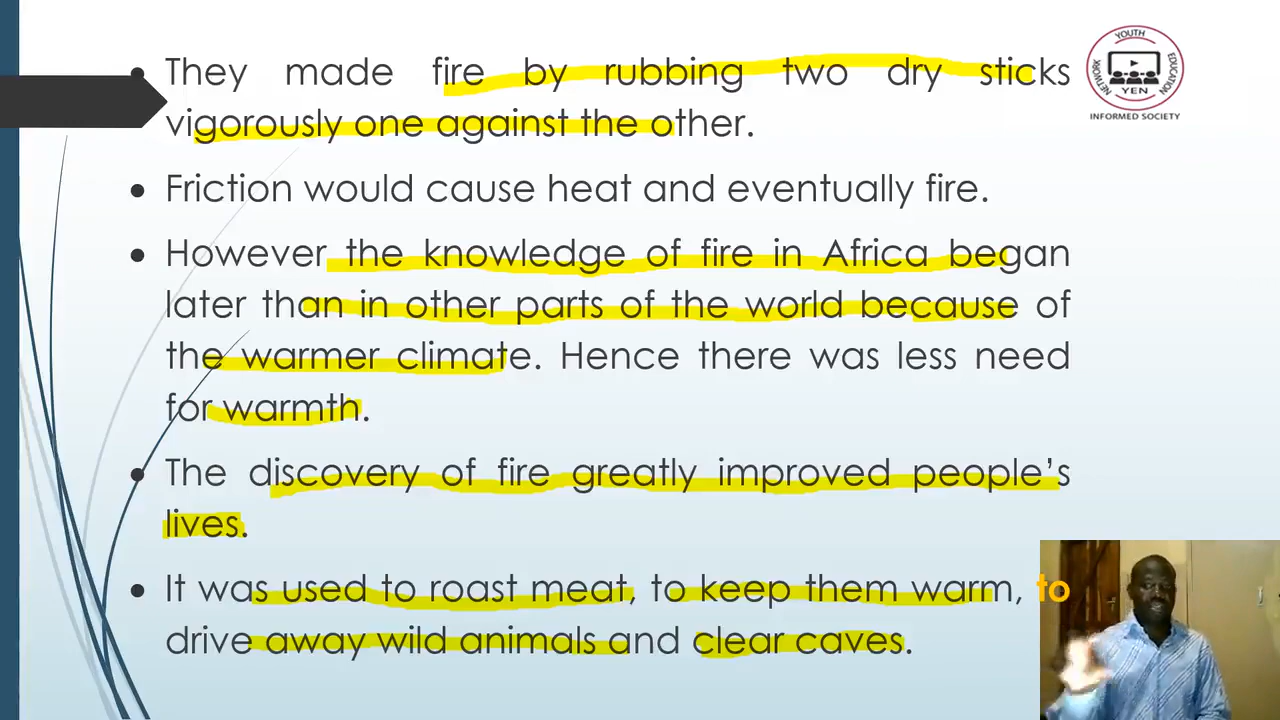 • They made fire by rubbing two dry sticks
vigorously one against the other.
• Friction would cause heat and eventually fire.
• However the knowledge of fire in Africa began
later than in other parts of the world because of
the warmer climate. Hence there was less need
for warmth.
• The discovery of fire greatly improved people's
lives.
• It was used to roast meat, to keep them warm, to
drive away wild animals and clear caves.
YOUTH
EDUCATION
NETWORK
YEN
INFORMED SOCIETY